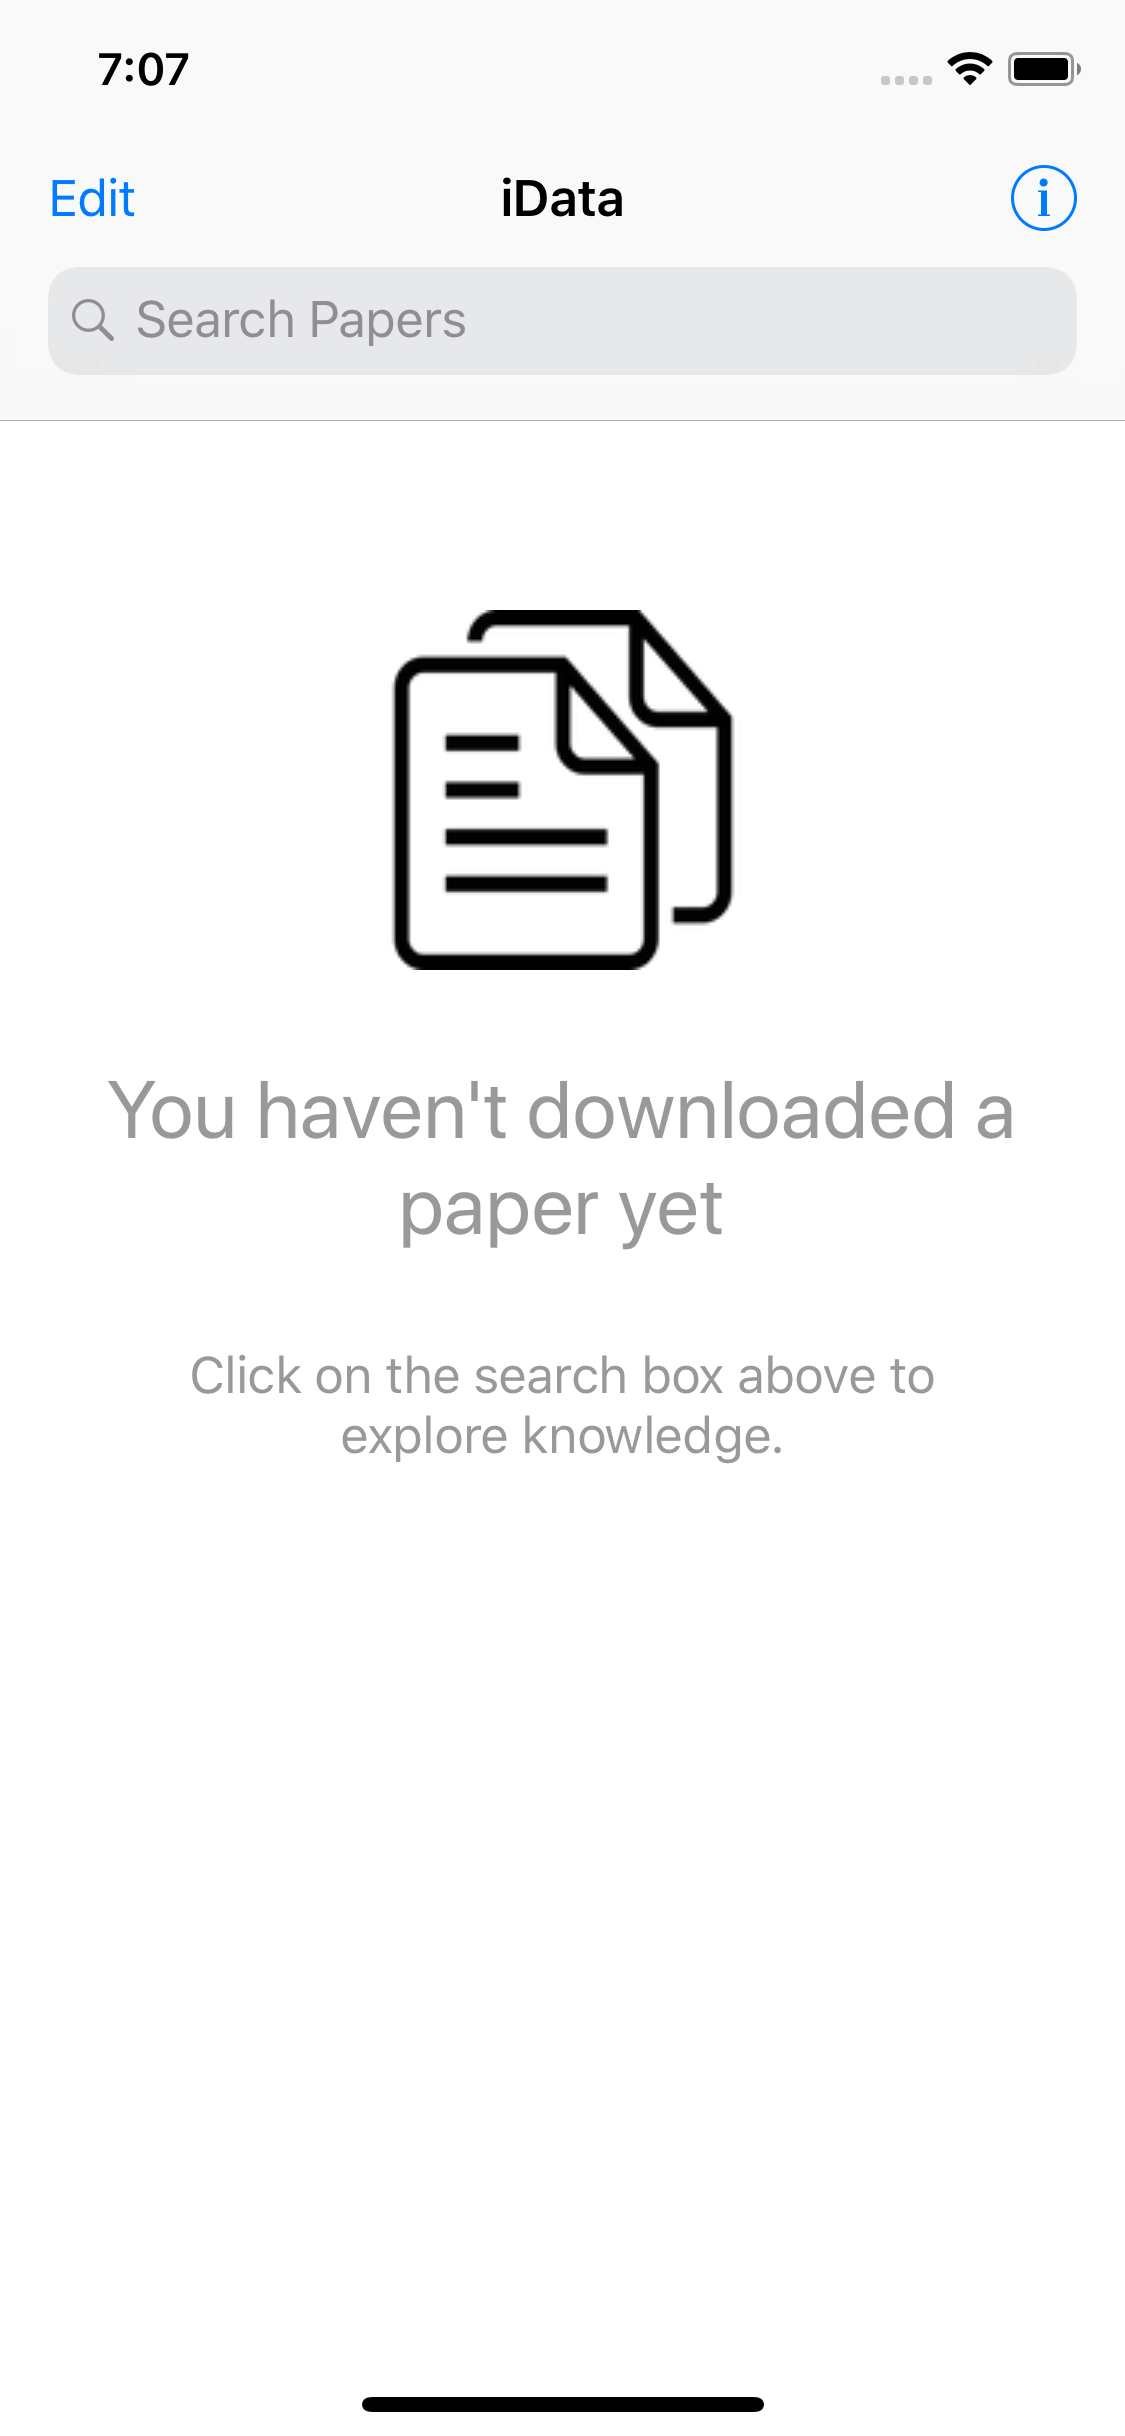 7:07
Edit
iData
Search Papers
You haven't downloaded a
paper yet
Click on the search box above to
explore knowledge.